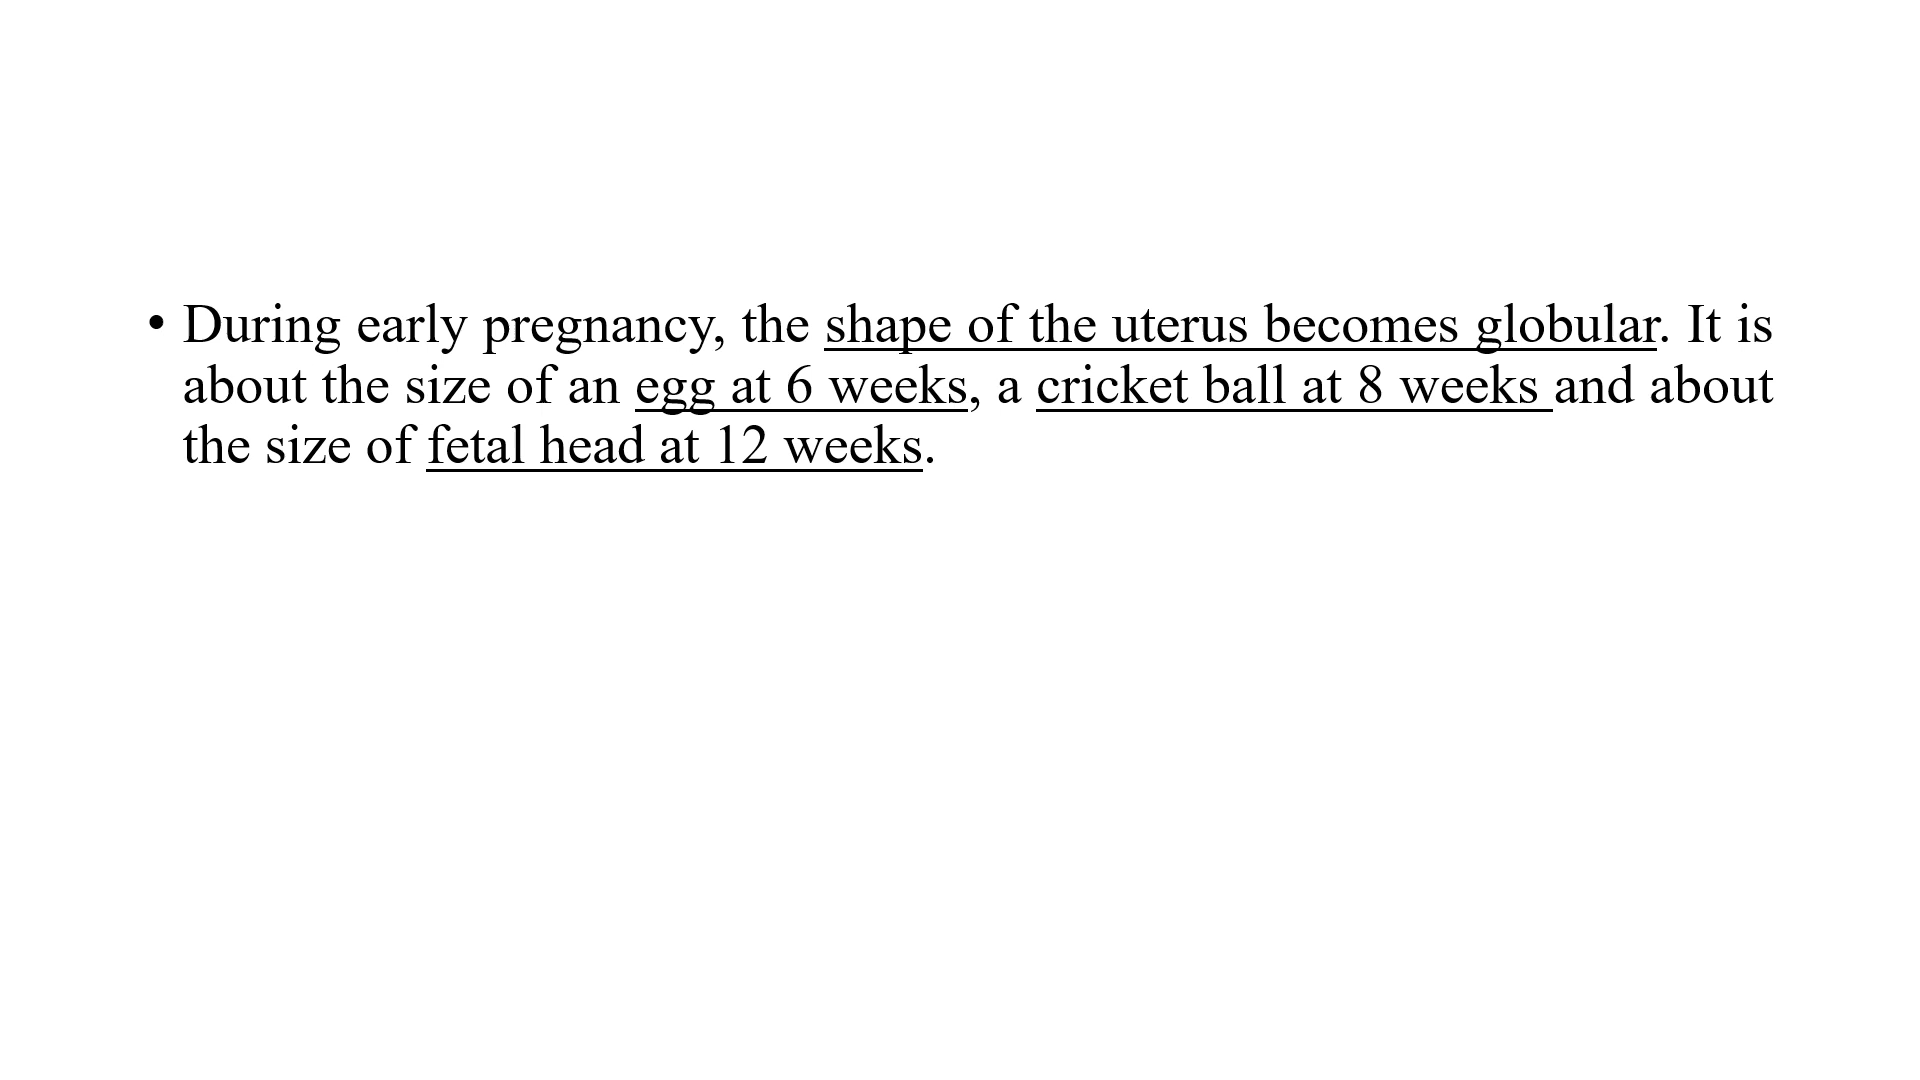 • During early pregnancy, the shape of the uterus becomes globular. It is
about the size of an egg at 6 weeks, a cricket ball at 8 weeks and about
the size of fetal head at 12 weeks.